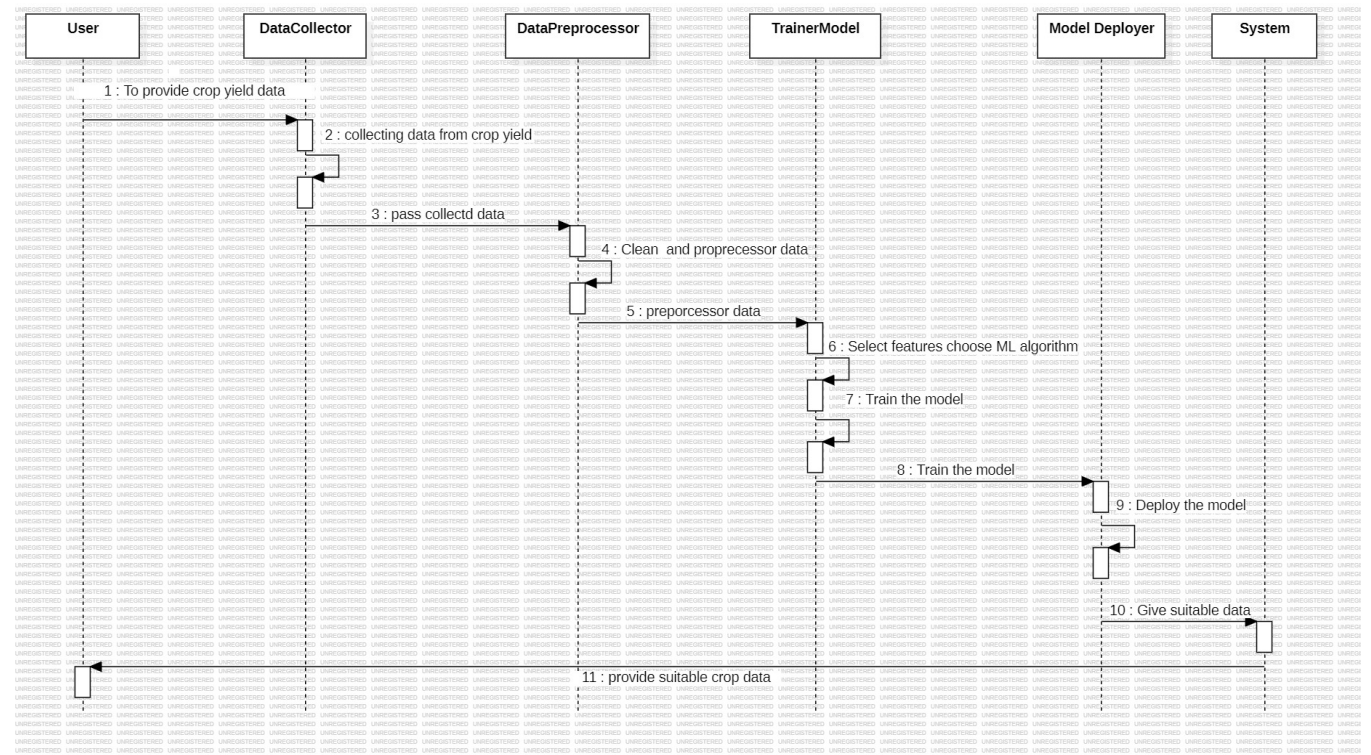 User
DataCollector
DataPreprocessor
TrainerModel
Model Deployer
System
1 : To provide crop yield data
2 : collecting data from crop yield
3 : pass collectd data
4 : Clean  and proprecessor data
5 : preporcessor data
6 : Select features choose ML algorithm
7 : Train the model
8 : Train the model
9 : Deploy the model
10 : Give suitable data
11 : provide suitable crop data
UNREGISTERED